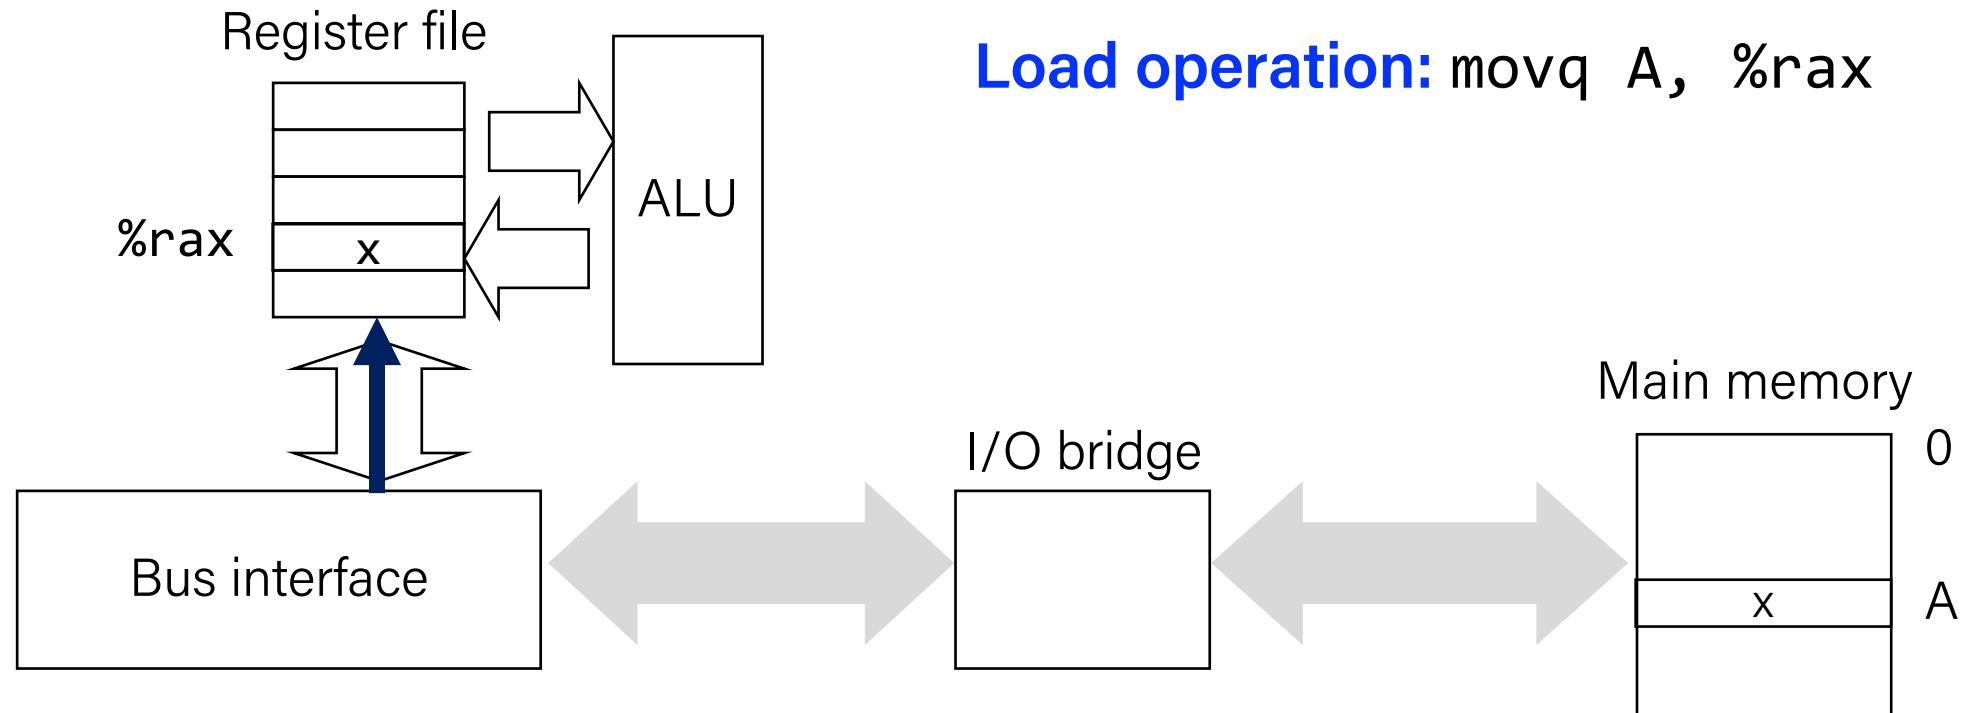 Register file
Load operation: movq A, %rax
ALU
%rax
x
Main memory
I/O bridge
0
Bus interface
x
A